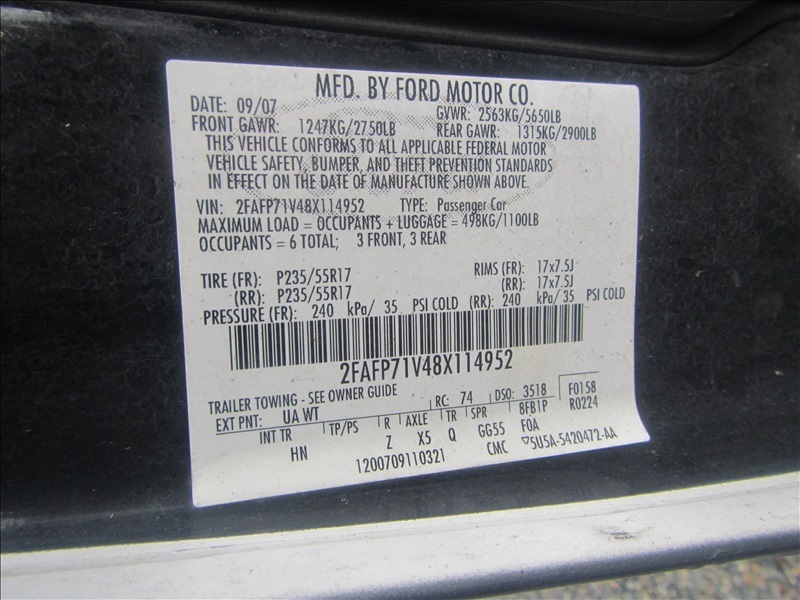 MFD. BY FORD MOTOR CO.
DATE: 09/07 GVWR: 2563KG/5650LB
FRONT GAWR: 1247KG/2750LB REAR GAWR: 1315KG/2900LB
THIS VEHICLE CONFORMS TO ALL APPLICABLE FEDERAL MOTOR
VEHICLE SAFETY, BUMPER, AND THEFT PREVENTION STANDARDS
IN EFFECT ON THE DATE OF MANUFACTURE SHOWN ABOVE.
VIN: 2FAFP71V48X114952 TYPE: Passenger Car
MAXIMUM LOAD = OCCUPANTS + LUGGAGE = 498KG/1100LB
OCCUPANTS = 6 TOTAL; 3 FRONT, 3 REAR
TIRE (FR): P235/55R17 RIMS (FR): 17x7.5J
(RR): P235/55R17 (RR): 17x7.5J
PRESSURE (FR): 240 kPa/ 35 PSI COLD (RR): 240 kPa/ 35 PSI COLD
2FAFP71V48X114952
TRAILER TOWING - SEE OWNER GUIDE
EXT PNT: UA WT RC: 74 DSO: 3518 F0158
INT TR TP/PS R AXLE TR SPR 8FB1P R0224
HN Z X5 Q GG55 FOA
1200709110321 CMC ▽5U5A-5420472-AA